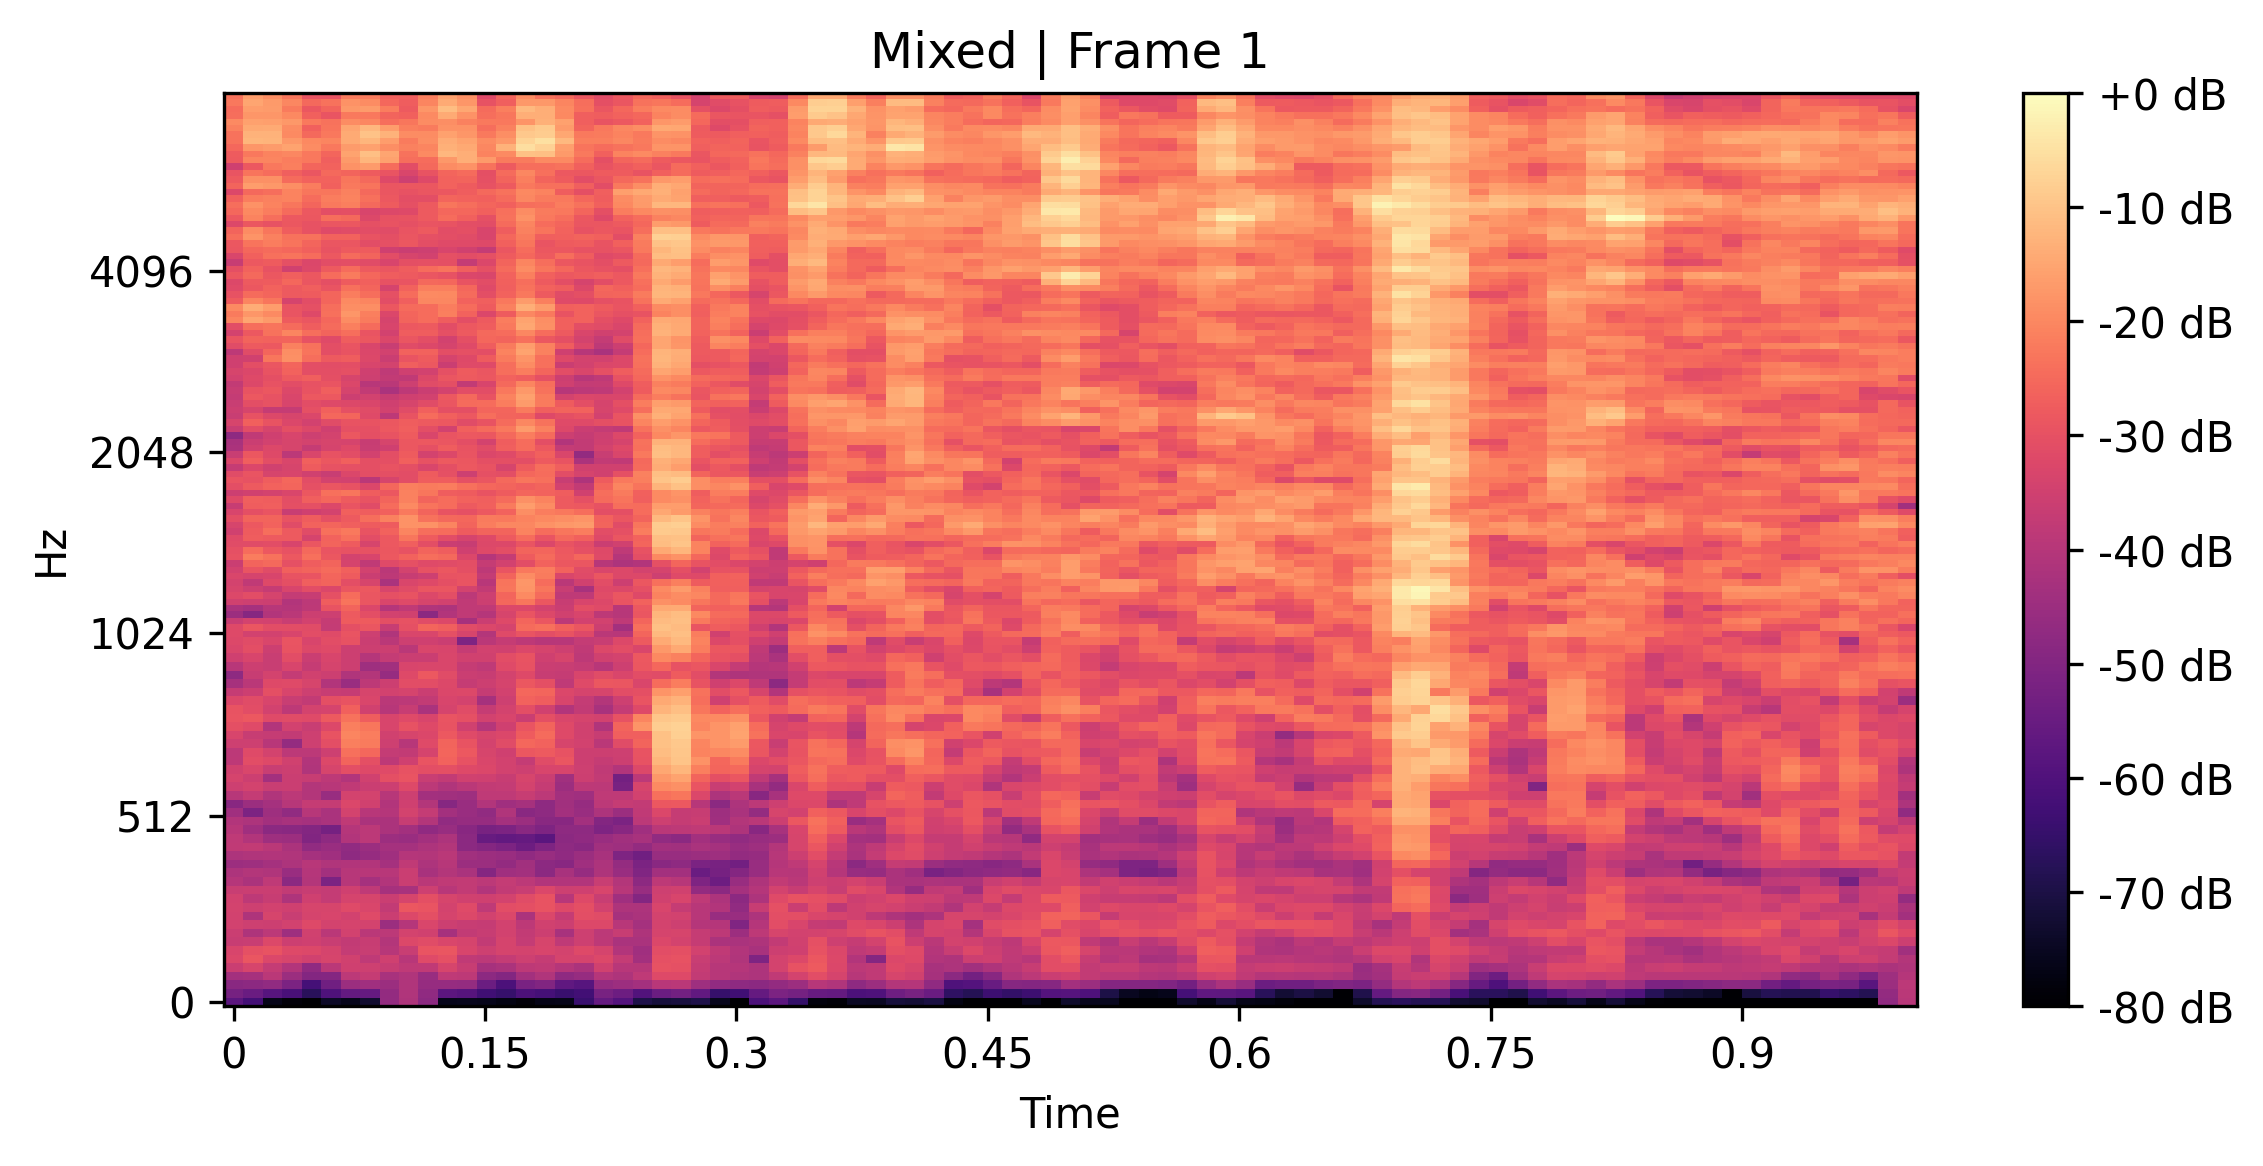 Mixed | Frame 1
Hz
4096
2048
1024
512
0
0 0.15 0.3 0.45 0.6 0.75 0.9
Time
+0 dB
-10 dB
-20 dB
-30 dB
-40 dB
-50 dB
-60 dB
-70 dB
-80 dB